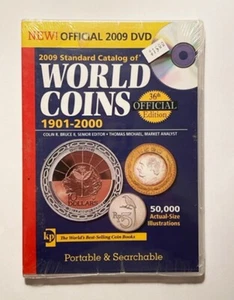 NEW! OFFICIAL 2009 DVD
2009 Standard Catalog of
WORLD
COINS
1901-2000
36th
OFFICIAL
Edition
COLIN R. BRUCE II, SENIOR EDITOR • THOMAS MICHAEL, MARKET ANALYST
DOLLARS
50,000
Actual-Size
Illustrations
kp
The World's Best-Selling Coin Books
Portable & Searchable